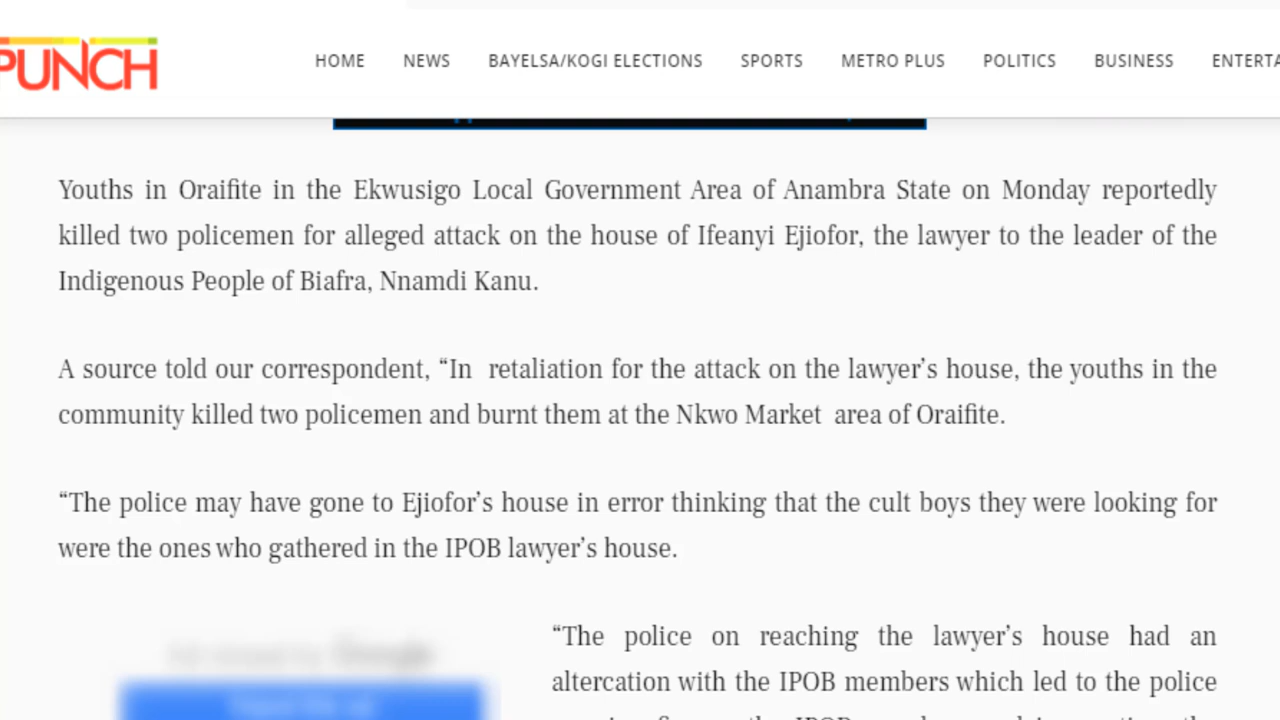 PUNCH
HOME NEWS BAYELSA/KOGI ELECTIONS SPORTS METRO PLUS POLITICS BUSINESS ENTERTA
Youths in Oraifite in the Ekwusigo Local Government Area of Anambra State on Monday reportedly
killed two policemen for alleged attack on the house of Ifeanyi Ejiofor, the lawyer to the leader of the
Indigenous People of Biafra, Nnamdi Kanu.
A source told our correspondent, “In retaliation for the attack on the lawyer’s house, the youths in the
community killed two policemen and burnt them at the Nkwo Market area of Oraifite.
“The police may have gone to Ejiofor’s house in error thinking that the cult boys they were looking for
were the ones who gathered in the IPOB lawyer’s house.
“The police on reaching the lawyer’s house had an
altercation with the IPOB members which led to the police